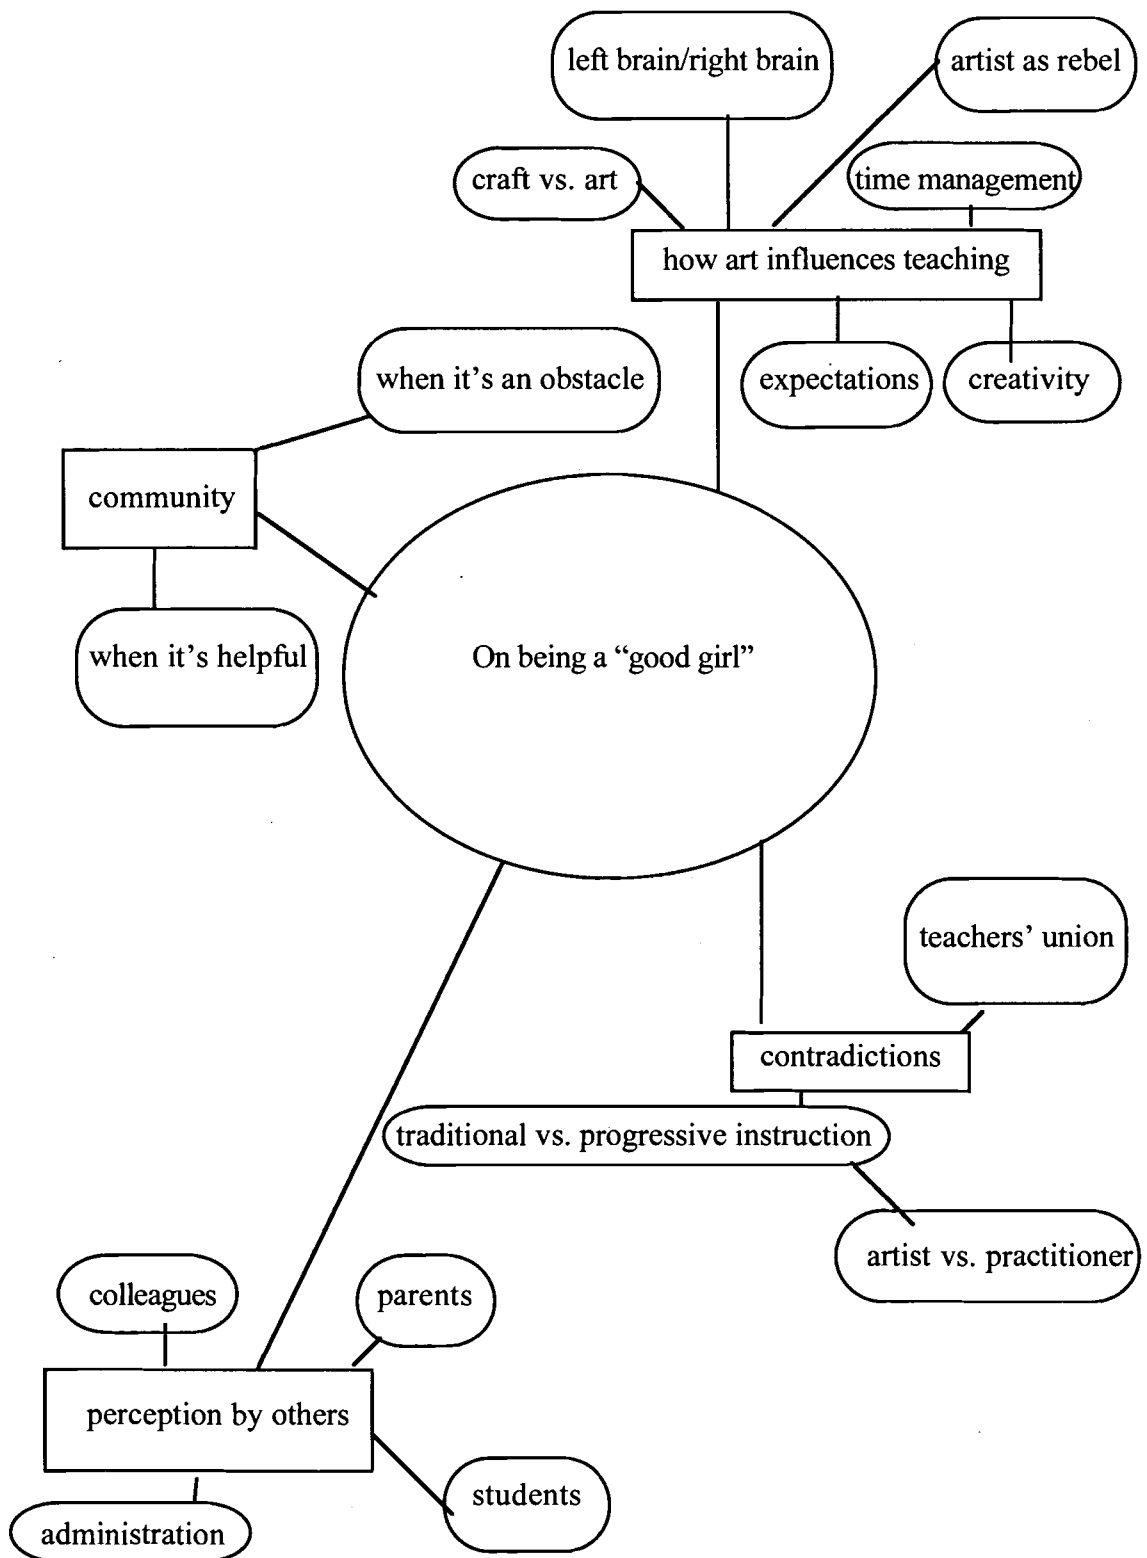 left brain/right brain
artist as rebel
craft vs. art
time management
how art influences teaching
when it's an obstacle
expectations
creativity
community
when it's helpful
On being a “good girl”
teachers’ union
contradictions
traditional vs. progressive instruction
artist vs. practitioner
colleagues
parents
perception by others
students
administration